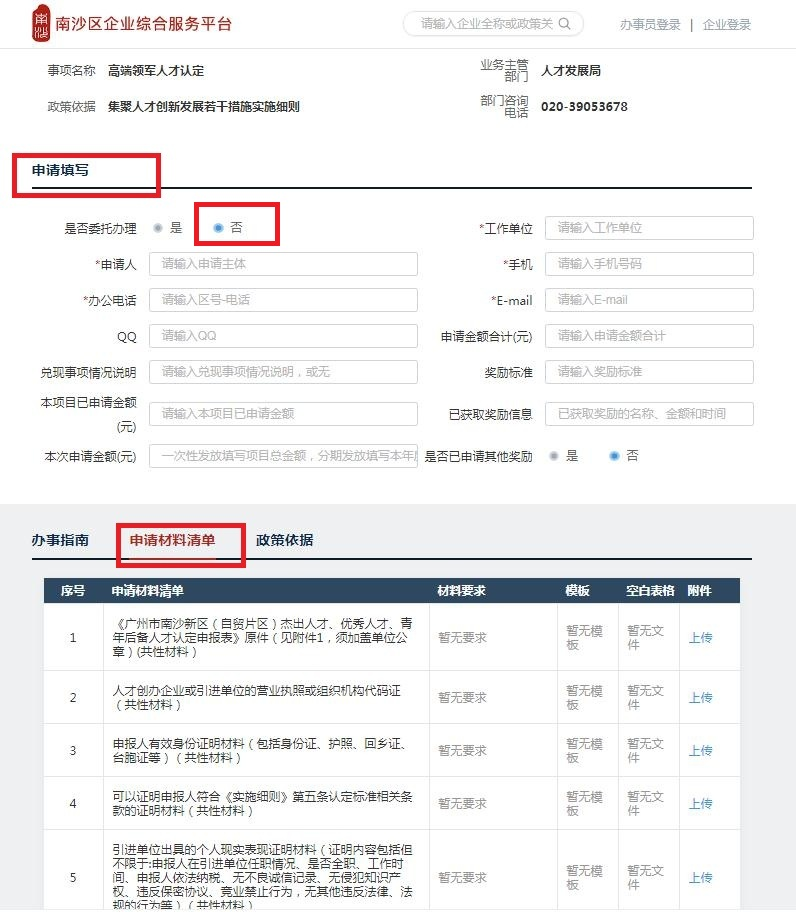 南沙
南沙区企业综合服务平台
请输入企业全称或政策关
办事员登录 | 企业登录
事项名称 高端领军人才认定
业务主管
部门 人才发展局
政策依据 集聚人才创新发展若干措施实施细则
部门咨询
电话 020-39053678
申请填写
是否委托办理 是 否
*工作单位 请输入工作单位
*申请人 请输入申请主体
*手机 请输入手机号码
*办公电话 请输入区号-电话
*E-mail 请输入E-mail
QQ 请输入QQ
申请金额合计(元) 请输入申请金额合计
兑现事项情况说明 请输入兑现事项情况说明，或无
奖励标准 请输入奖励标准
本项目已申请金额
(元) 请输入本项目已申请金额
已获取奖励信息 已获取奖励的名称、金额和时间
本次申请金额(元) 一次性发放填写项目总金额，分期发放填写本年
是否已申请其他奖励 是 否
办事指南 申请材料清单 政策依据
序号 申请材料清单 材料要求 模板 空白表格 附件
1
《广州市南沙新区（自贸片区）杰出人才、优秀人才、青
年后备人才认定申报表》原件（见附件1，须加盖单位公
章）(共性材料）
暂无要求
暂无模
板
暂无文
件
上传
2
人才创办企业或引进单位的营业执照或组织机构代码证
（共性材料）
暂无要求
暂无模
板
暂无文
件
上传
3
申报人有效身份证明材料（包括身份证、护照、回乡证、
台胞证等）（共性材料）
暂无要求
暂无模
板
暂无文
件
上传
4
可以证明申报人符合《实施细则》第五条认定标准相关条
款的证明材料（共性材料）
暂无要求
暂无模
板
暂无文
件
上传
5
引进单位出具的个人现实表现证明材料（证明内容包括但
不限于:申报人在引进单位任职情况、是否全职、工作时
间、申报人依法纳税、无不良诚信记录、无侵犯知识产
权、违反保密协议、竞业禁止行为，无其他违反法律、法
规的行为等）（共性材料）
暂无要求
暂无模
板
暂无文
件
上传